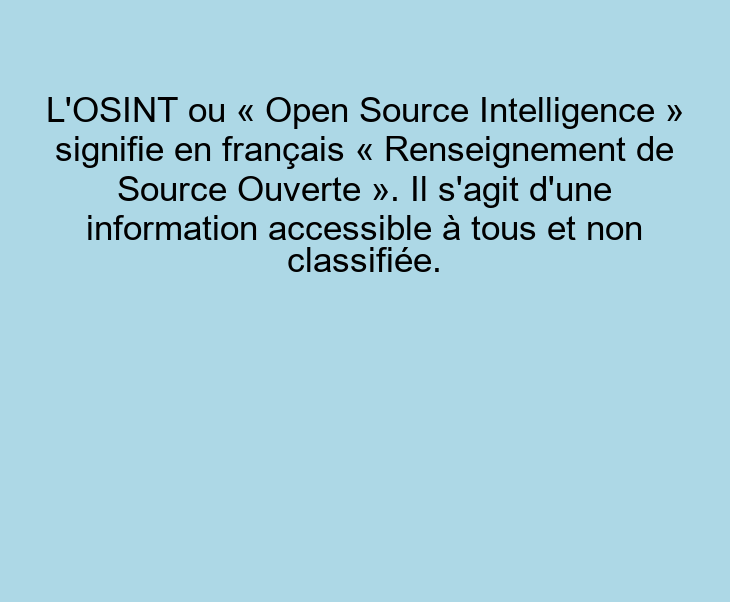 L'OSINT ou « Open Source Intelligence »
signifie en français « Renseignement de
Source Ouverte ». Il s'agit d'une
information accessible à tous et non
classifiée.